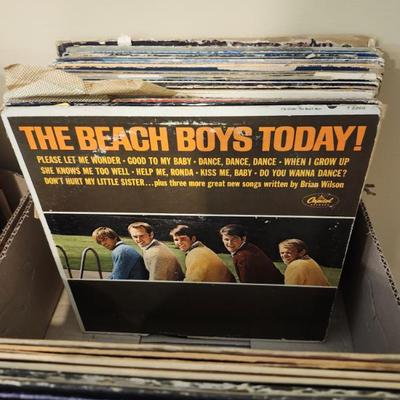 THE BEACH BOYS TODAY!
PLEASE LET ME WONDER • GOOD TO MY BABY • DANCE, DANCE, DANCE • WHEN I GROW UP
SHE KNOWS ME TOO WELL • HELP ME, RONDA • KISS ME, BABY • DO YOU WANNA DANCE?
DON'T HURT MY LITTLE SISTER...plus three more great new songs written by Brian Wilson
Capitol